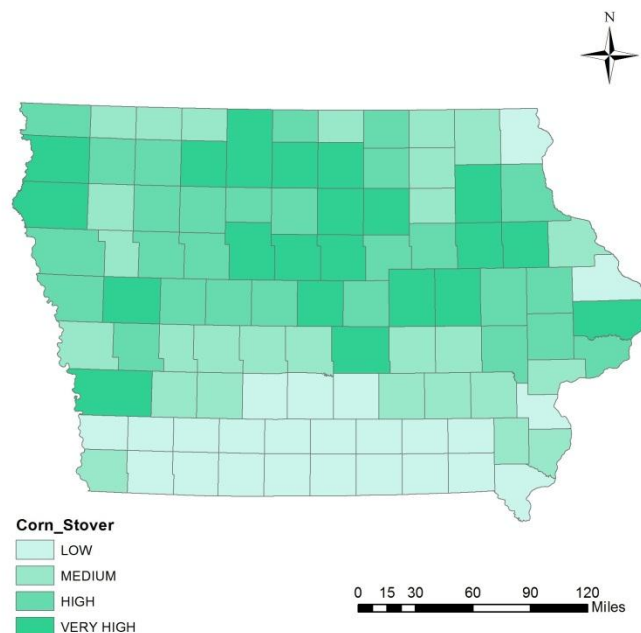 N
Corn_Stover
LOW
MEDIUM
HIGH
VERY HIGH
0 15 30 60 90 120
Miles